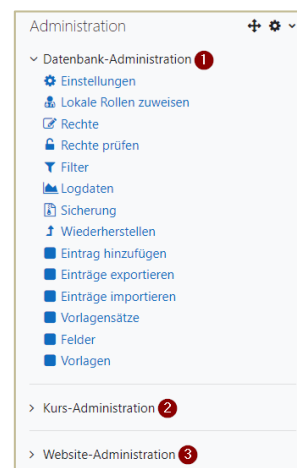 Administration
Datenbank-Administration 1
Einstellungen
Lokale Rollen zuweisen
Rechte
Rechte prüfen
Filter
Logdaten
Sicherung
Wiederherstellen
Eintrag hinzufügen
Einträge exportieren
Einträge importieren
Vorlagensätze
Felder
Vorlagen
Kurs-Administration 2
Website-Administration 3